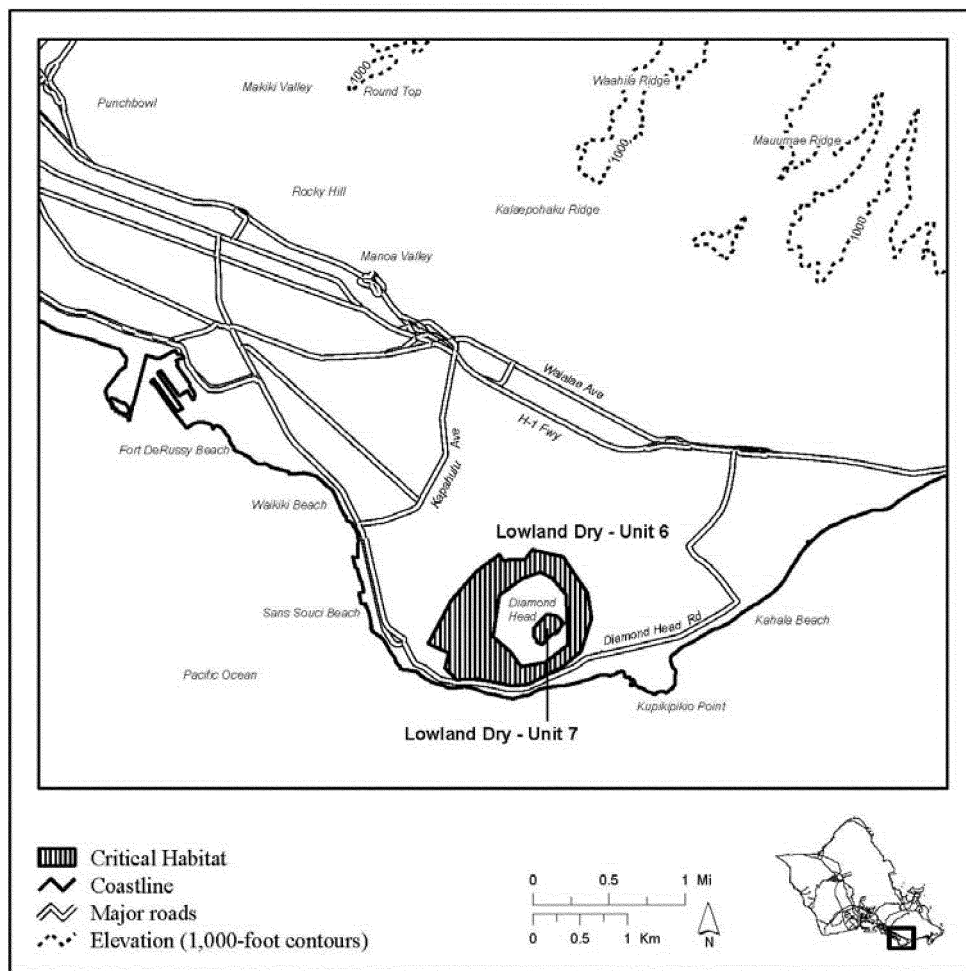 1000
Waahila Ridge
Makiki Valley
Round Top
Punchbowl
Mauumae Ridge
1000
Rocky Hill
Kalaepohaku Ridge
1000
Manoa Valley
Waialae Ave
H-1 Fwy
Fort DeRussy Beach
Kapahulu Ave
Waikiki Beach
Lowland Dry - Unit 6
Diamond
Head
Sans Souci Beach
Diamond Head Rd
Kahala Beach
Pacific Ocean
Kupikipikio Point
Lowland Dry - Unit 7
Critical Habitat
Coastline
Major roads
Elevation (1,000-foot contours)
0 0.5 1 Mi
0 0.5 1 Km
N